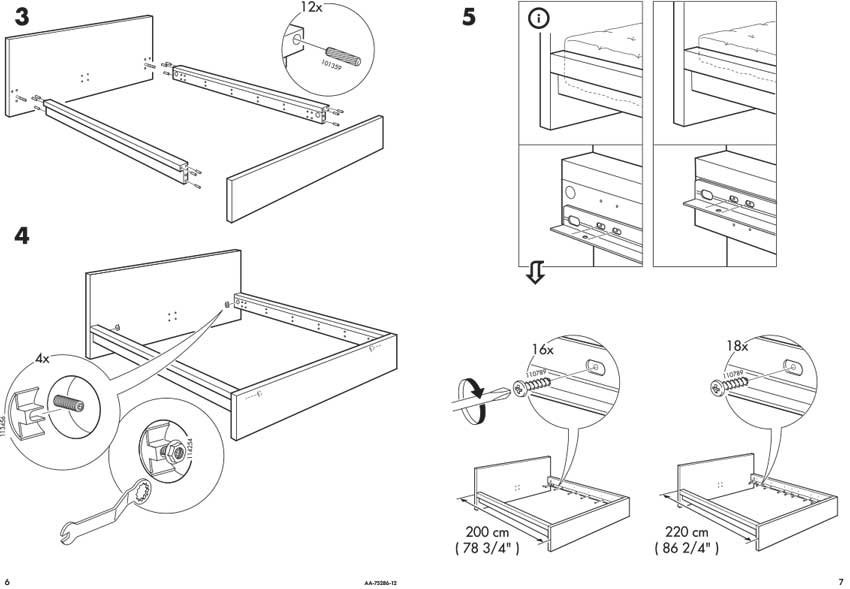 3
12x
101359
4
4x
113456
114254
6
AA-75286-12
5
i
16x
110789
200 cm
( 78 3/4" )
18x
110789
220 cm
( 86 2/4" )
7